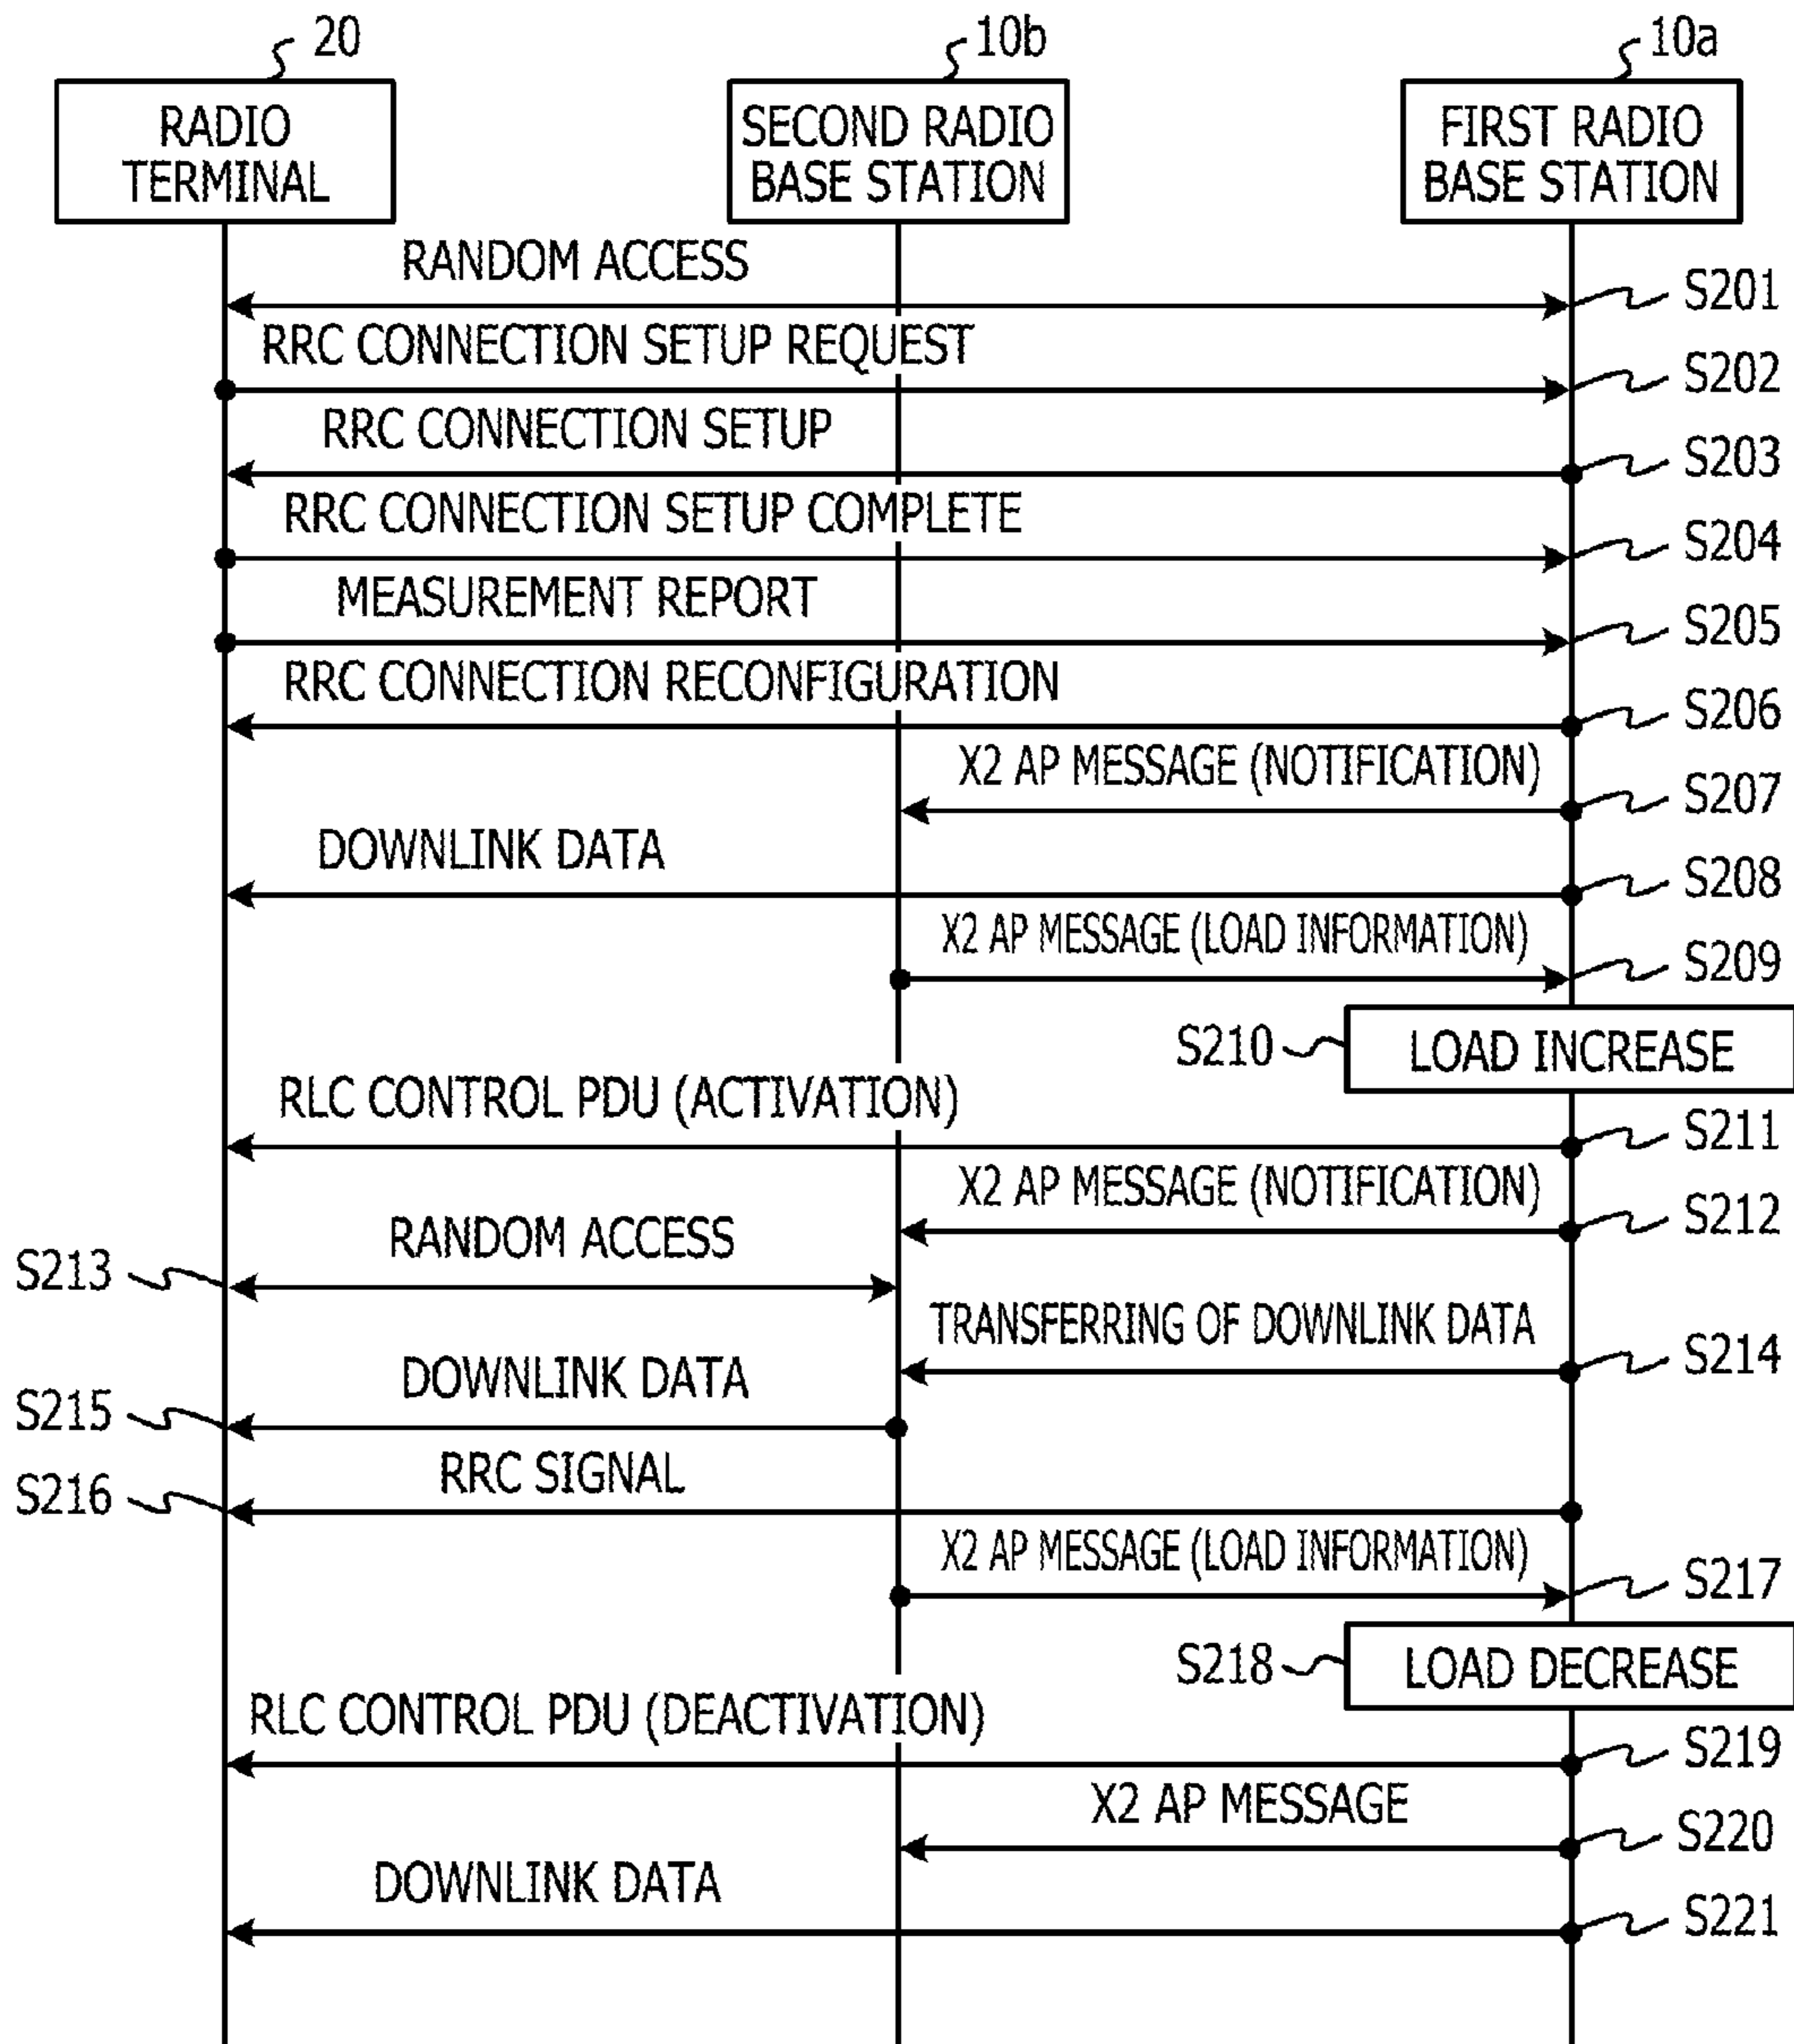 20
10b
10a
RADIO
TERMINAL
SECOND RADIO
BASE STATION
FIRST RADIO
BASE STATION
RANDOM ACCESS
S201
RRC CONNECTION SETUP REQUEST
S202
RRC CONNECTION SETUP
S203
RRC CONNECTION SETUP COMPLETE
S204
MEASUREMENT REPORT
S205
RRC CONNECTION RECONFIGURATION
S206
X2 AP MESSAGE (NOTIFICATION)
S207
DOWNLINK DATA
S208
X2 AP MESSAGE (LOAD INFORMATION)
S209
S210
LOAD INCREASE
RLC CONTROL PDU (ACTIVATION)
S211
X2 AP MESSAGE (NOTIFICATION)
S212
RANDOM ACCESS
S213
TRANSFERRING OF DOWNLINK DATA
S214
DOWNLINK DATA
S215
RRC SIGNAL
S216
X2 AP MESSAGE (LOAD INFORMATION)
S217
S218
LOAD DECREASE
RLC CONTROL PDU (DEACTIVATION)
S219
X2 AP MESSAGE
S220
DOWNLINK DATA
S221